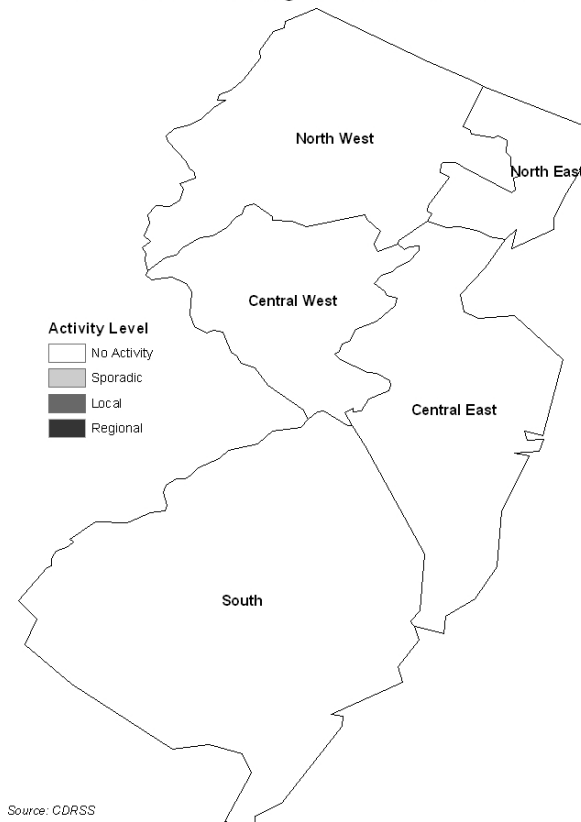 North West
North East
Central West
Activity Level
No Activity
Sporadic
Local
Regional
Central East
South
Source: CDRSS